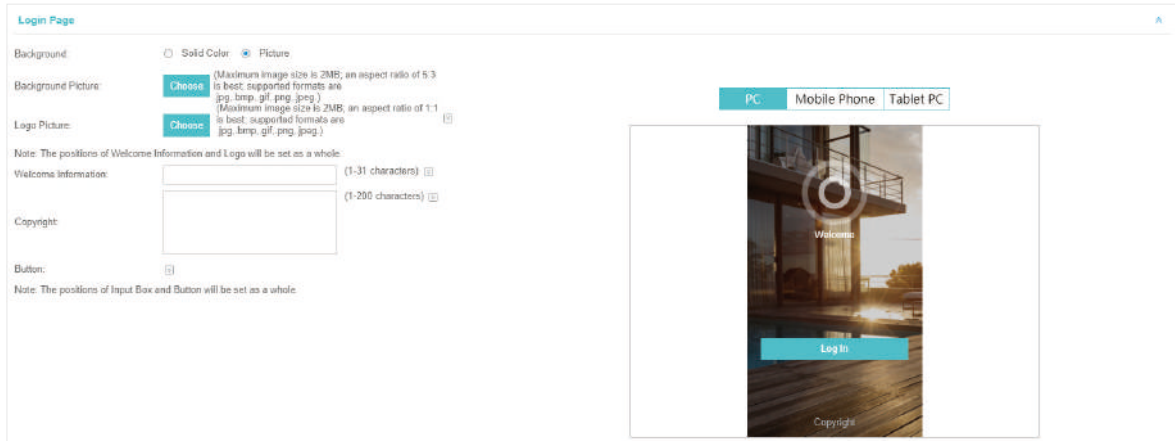 Login Page
Background:
Solid Color
Picture
Background Picture:
Choose
(Maximum image size is 2MB; an aspect ratio of 5:3
is best; supported formats are
.jpg,.bmp,.gif,.png,.jpeg.)
Logo Picture:
Choose
(Maximum image size is 2MB; an aspect ratio of 1:1
is best; supported formats are
.jpg,.bmp,.gif,.png,.jpeg.)
Note: The positions of Welcome Information and Logo will be set as a whole.
Welcome Information:
(1-31 characters)
Copyright:
(1-200 characters)
Button:
Note: The positions of Input Box and Button will be set as a whole.
PC
Mobile Phone
Tablet PC
Welcome
Log In
Copyright